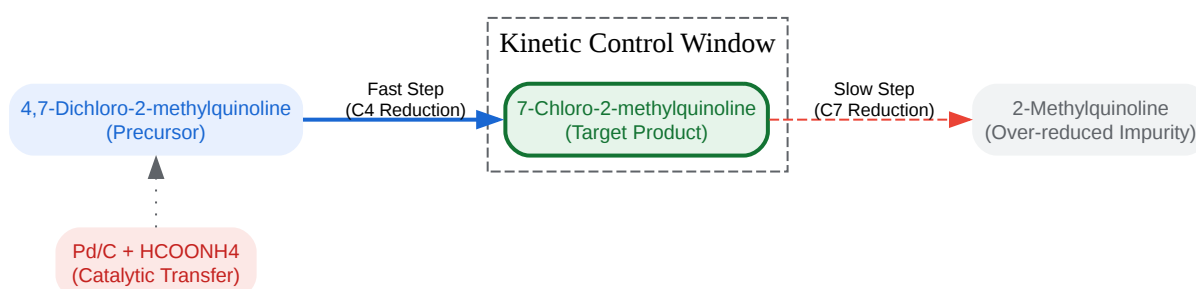 Kinetic Control Window
4,7-Dichloro-2-methylquinoline
(Precursor)
Fast Step
(C4 Reduction)
7-Chloro-2-methylquinoline
(Target Product)
Slow Step
(C7 Reduction)
2-Methylquinoline
(Over-reduced Impurity)
Pd/C + HCOONH4
(Catalytic Transfer)